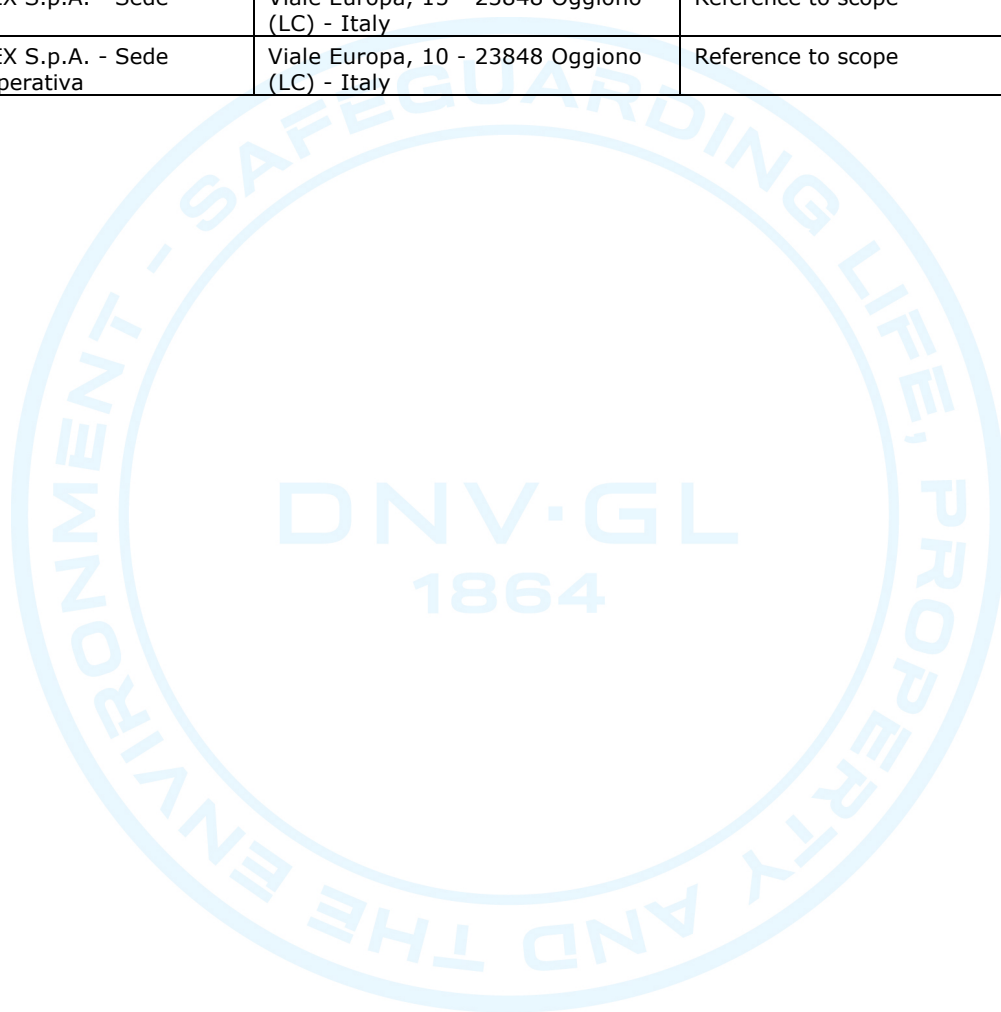 EX S.p.A. - Sede Viale Europa, 15 - 23848 Oggiono Reference to scope
(LC) - Italy
EX S.p.A. - Sede Viale Europa, 10 - 23848 Oggiono Reference to scope
perativa (LC) - Italy
SAFEGUARDING LIFE, PROPERTY AND THE ENVIRONMENT -
DNV·GL
1864